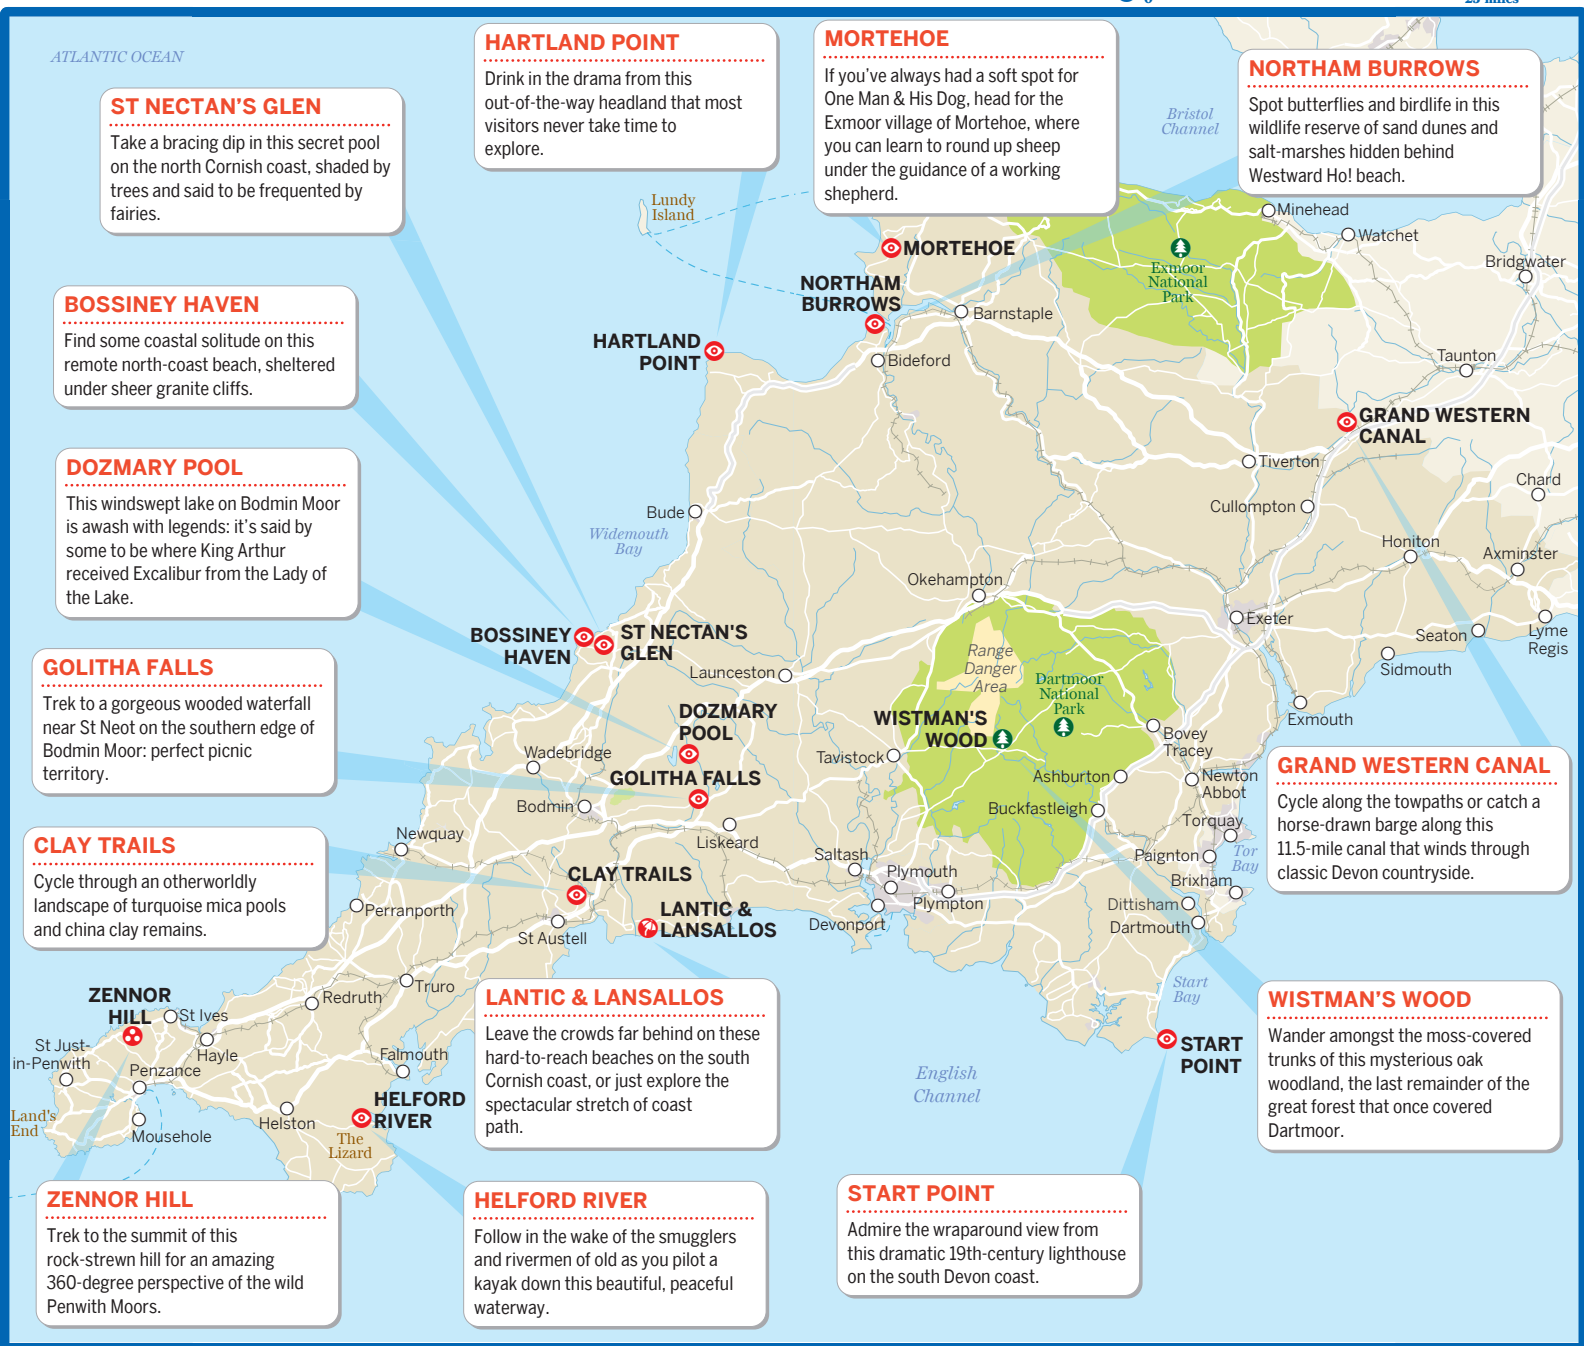 25 miles
ATLANTIC OCEAN
HARTLAND POINT
Drink in the drama from this
out-of-the-way headland that most
visitors never take time to
explore.
MORTEHOE
If you've always had a soft spot for
One Man & His Dog, head for the
Exmoor village of Mortehoe, where
you can learn to round up sheep
under the guidance of a working
shepherd.
Bristol
Channel
NORTHAM BURROWS
Spot butterflies and birdlife in this
wildlife reserve of sand dunes and
salt-marshes hidden behind
Westward Ho! beach.
ST NECTAN'S GLEN
Take a bracing dip in this secret pool
on the north Cornish coast, shaded by
trees and said to be frequented by
fairies.
Lundy
Island
Minehead
Watchet
Bridgwater
MORTEHOE
Exmoor
National
Park
NORTHAM
BURROWS
Barnstaple
BOSSINEY HAVEN
Find some coastal solitude on this
remote north-coast beach, sheltered
under sheer granite cliffs.
HARTLAND
POINT
Bideford
Taunton
GRAND WESTERN
CANAL
DOZMARY POOL
This windswept lake on Bodmin Moor
is awash with legends: it's said by
some to be where King Arthur
received Excalibur from the Lady of
the Lake.
Tiverton
Chard
Cullompton
Bude
Widemouth
Bay
Honiton
Axminster
Okehampton
Exeter
Seaton
Lyme
Regis
Sidmouth
BOSSINEY
HAVEN
ST NECTAN'S
GLEN
Launceston
Range
Danger
Area
Dartmoor
National
Park
GOLITHA FALLS
Trek to a gorgeous wooded waterfall
near St Neot on the southern edge of
Bodmin Moor: perfect picnic
territory.
DOZMARY
POOL
WISTMAN'S
WOOD
Exmouth
Bovey
Tracey
Wadebridge
Tavistock
GOLITHA FALLS
Ashburton
Newton
Abbot
Bodmin
Buckfastleigh
Torquay
GRAND WESTERN CANAL
Cycle along the towpaths or catch a
horse-drawn barge along this
11.5-mile canal that winds through
classic Devon countryside.
CLAY TRAILS
Cycle through an otherworldly
landscape of turquoise mica pools
and china clay remains.
Newquay
Liskeard
Saltash
Paignton
Tor
Bay
CLAY TRAILS
Plymouth
Brixham
Plympton
Dittisham
Perranporth
LANTIC &
LANSALLOS
Devonport
Dartmouth
St Austell
Truro
Start
Bay
ZENNOR
HILL
Redruth
St Ives
LANTIC & LANSALLOS
Leave the crowds far behind on these
hard-to-reach beaches on the south
Cornish coast, or just explore the
spectacular stretch of coast
path.
WISTMAN'S WOOD
Wander amongst the moss-covered
trunks of this mysterious oak
woodland, the last remainder of the
great forest that once covered
Dartmoor.
START
POINT
St Just-
in-Penwith
Hayle
Falmouth
Penzance
English
Channel
HELFORD
RIVER
Land's
End
Mousehole
Helston
The
Lizard
ZENNOR HILL
Trek to the summit of this
rock-strewn hill for an amazing
360-degree perspective of the wild
Penwith Moors.
HELFORD RIVER
Follow in the wake of the smugglers
and rivermen of old as you pilot a
kayak down this beautiful, peaceful
waterway.
START POINT
Admire the wraparound view from
this dramatic 19th-century lighthouse
on the south Devon coast.